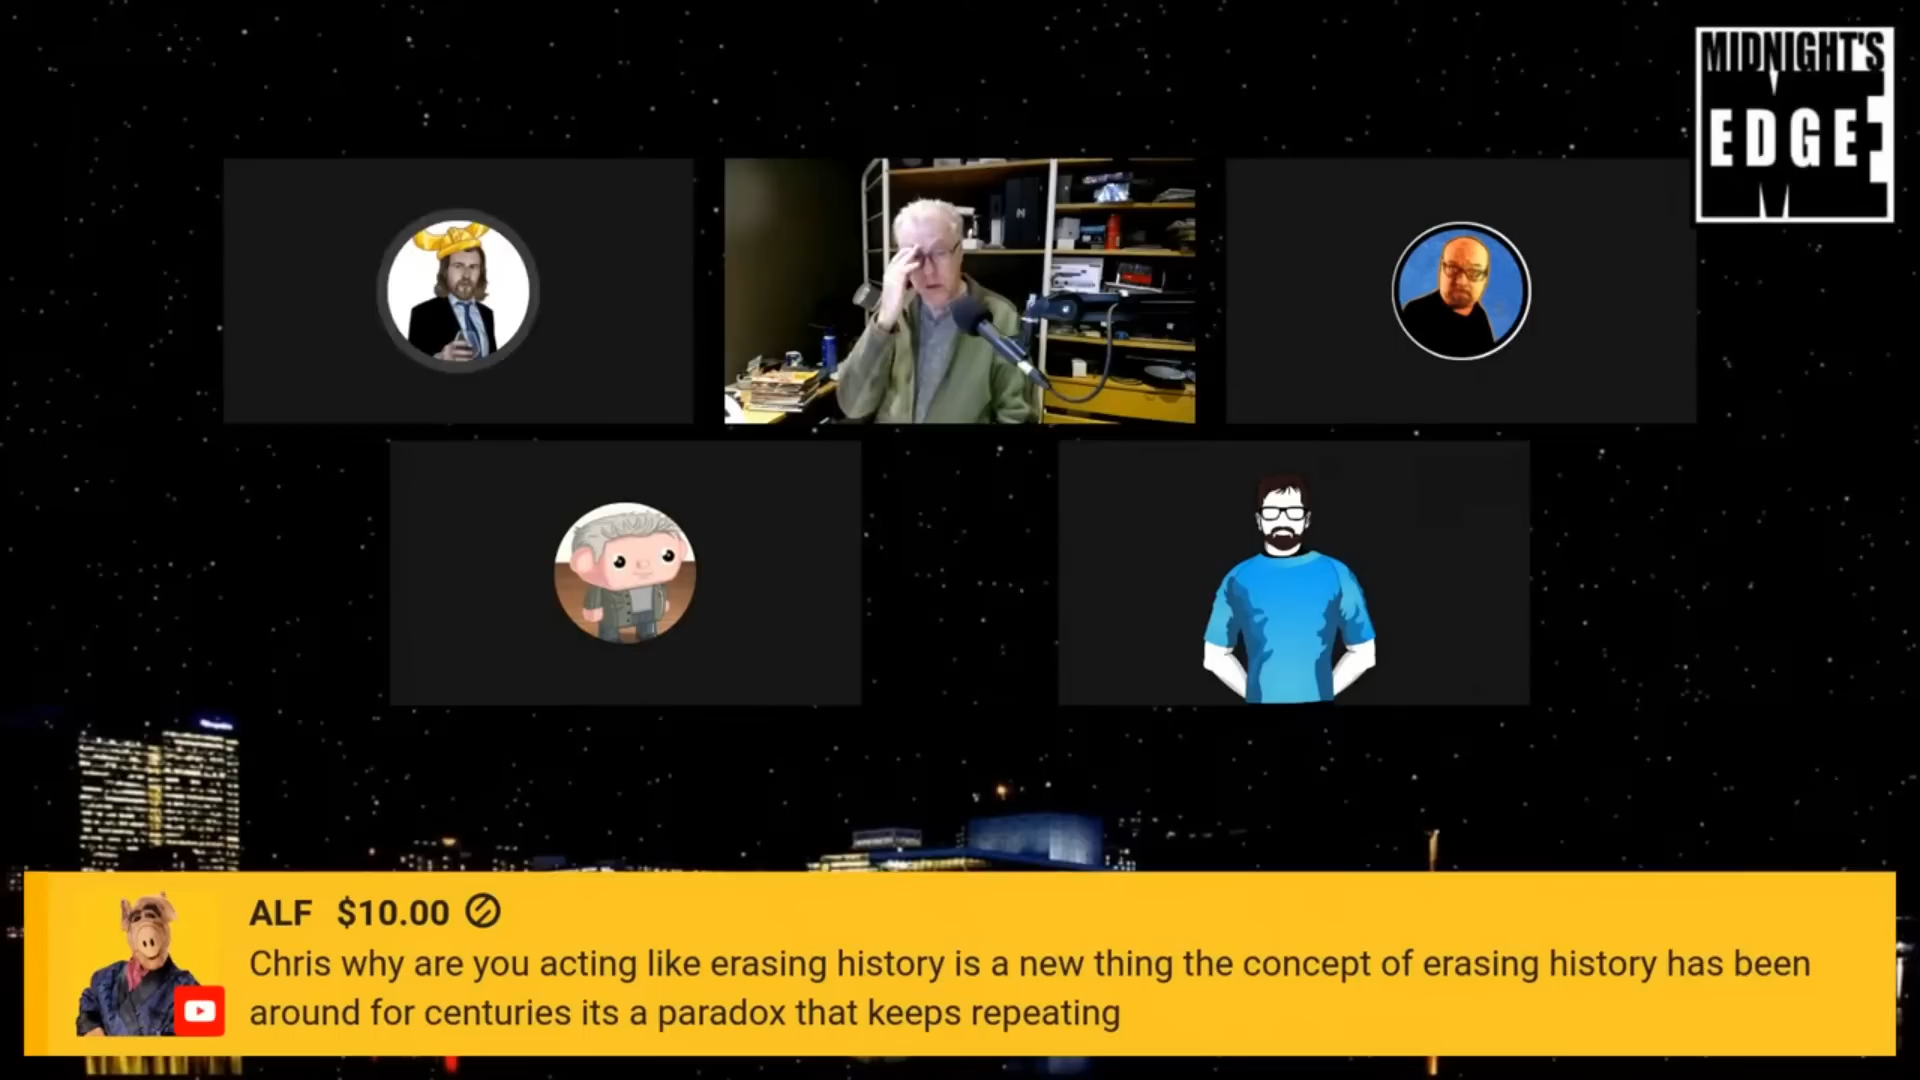 MIDNIGHT'S
EDGE
ALF $10.00
Chris why are you acting like erasing history is a new thing the concept of erasing history has been
around for centuries its a paradox that keeps repeating